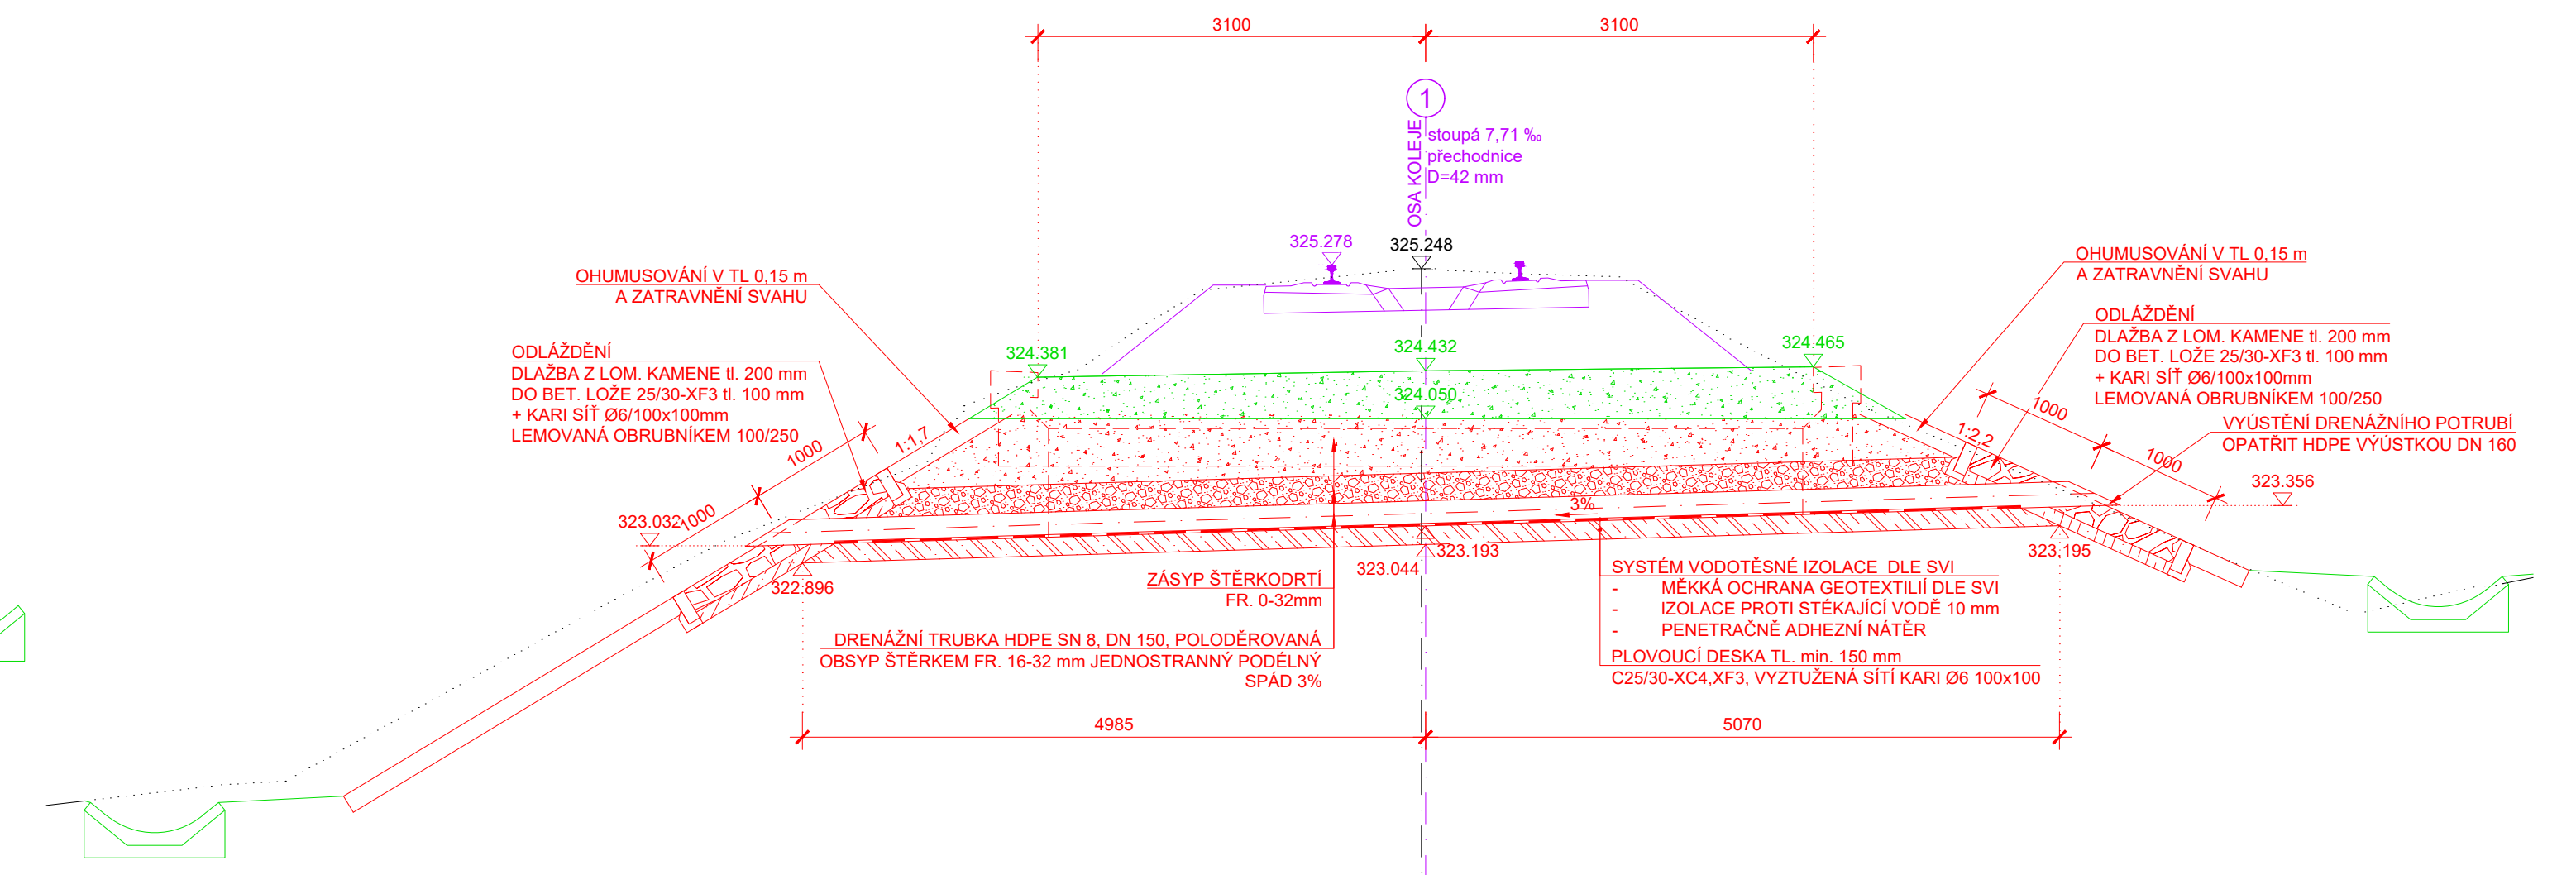 3100
3100
1
OSA KOLEJE
stoupá 7,71 ‰
přechodnice
D=42 mm
325.278
325.248
OHUMUSOVÁNÍ V TL 0,15 m
A ZATRAVNĚNÍ SVAHU
ODLÁŽDĚNÍ
DLAŽBA Z LOM. KAMENE tl. 200 mm
DO BET. LOŽE 25/30-XF3 tl. 100 mm
+ KARI SÍŤ Ø6/100x100mm
LEMOVANÁ OBRUBNÍKEM 100/250
OHUMUSOVÁNÍ V TL 0,15 m
A ZATRAVNĚNÍ SVAHU
ODLÁŽDĚNÍ
DLAŽBA Z LOM. KAMENE tl. 200 mm
DO BET. LOŽE 25/30-XF3 tl. 100 mm
+ KARI SÍŤ Ø6/100x100mm
LEMOVANÁ OBRUBNÍKEM 100/250
VYÚSTĚNÍ DRENÁŽNÍHO POTRUBÍ
OPATŘIT HDPE VÝÚSTKOU DN 160
324.381
324.432
324.465
324.050
1000
1:1,7
1000
1:2,2
1000
1000
323.032
323.356
3%
323.193
323.044
322.896
323.195
ZÁSYP ŠTĚRKODRTÍ
FR. 0-32mm
DRENÁŽNÍ TRUBKA HDPE SN 8, DN 150, POLODĚROVANÁ
OBSYP ŠTĚRKEM FR. 16-32 mm JEDNOSTRANNÝ PODÉLNÝ
SPÁD 3%
SYSTÉM VODOTĚSNÉ IZOLACE DLE SVI
- MĚKKÁ OCHRANA GEOTEXTILIÍ DLE SVI
- IZOLACE PROTI STÉKAJÍCÍ VODĚ 10 mm
- PENETRAČNĚ ADHEZNÍ NÁTĚR
PLOVOUCÍ DESKA TL. min. 150 mm
C25/30-XC4,XF3, VYZTUŽENÁ SÍTÍ KARI Ø6 100x100
4985
5070